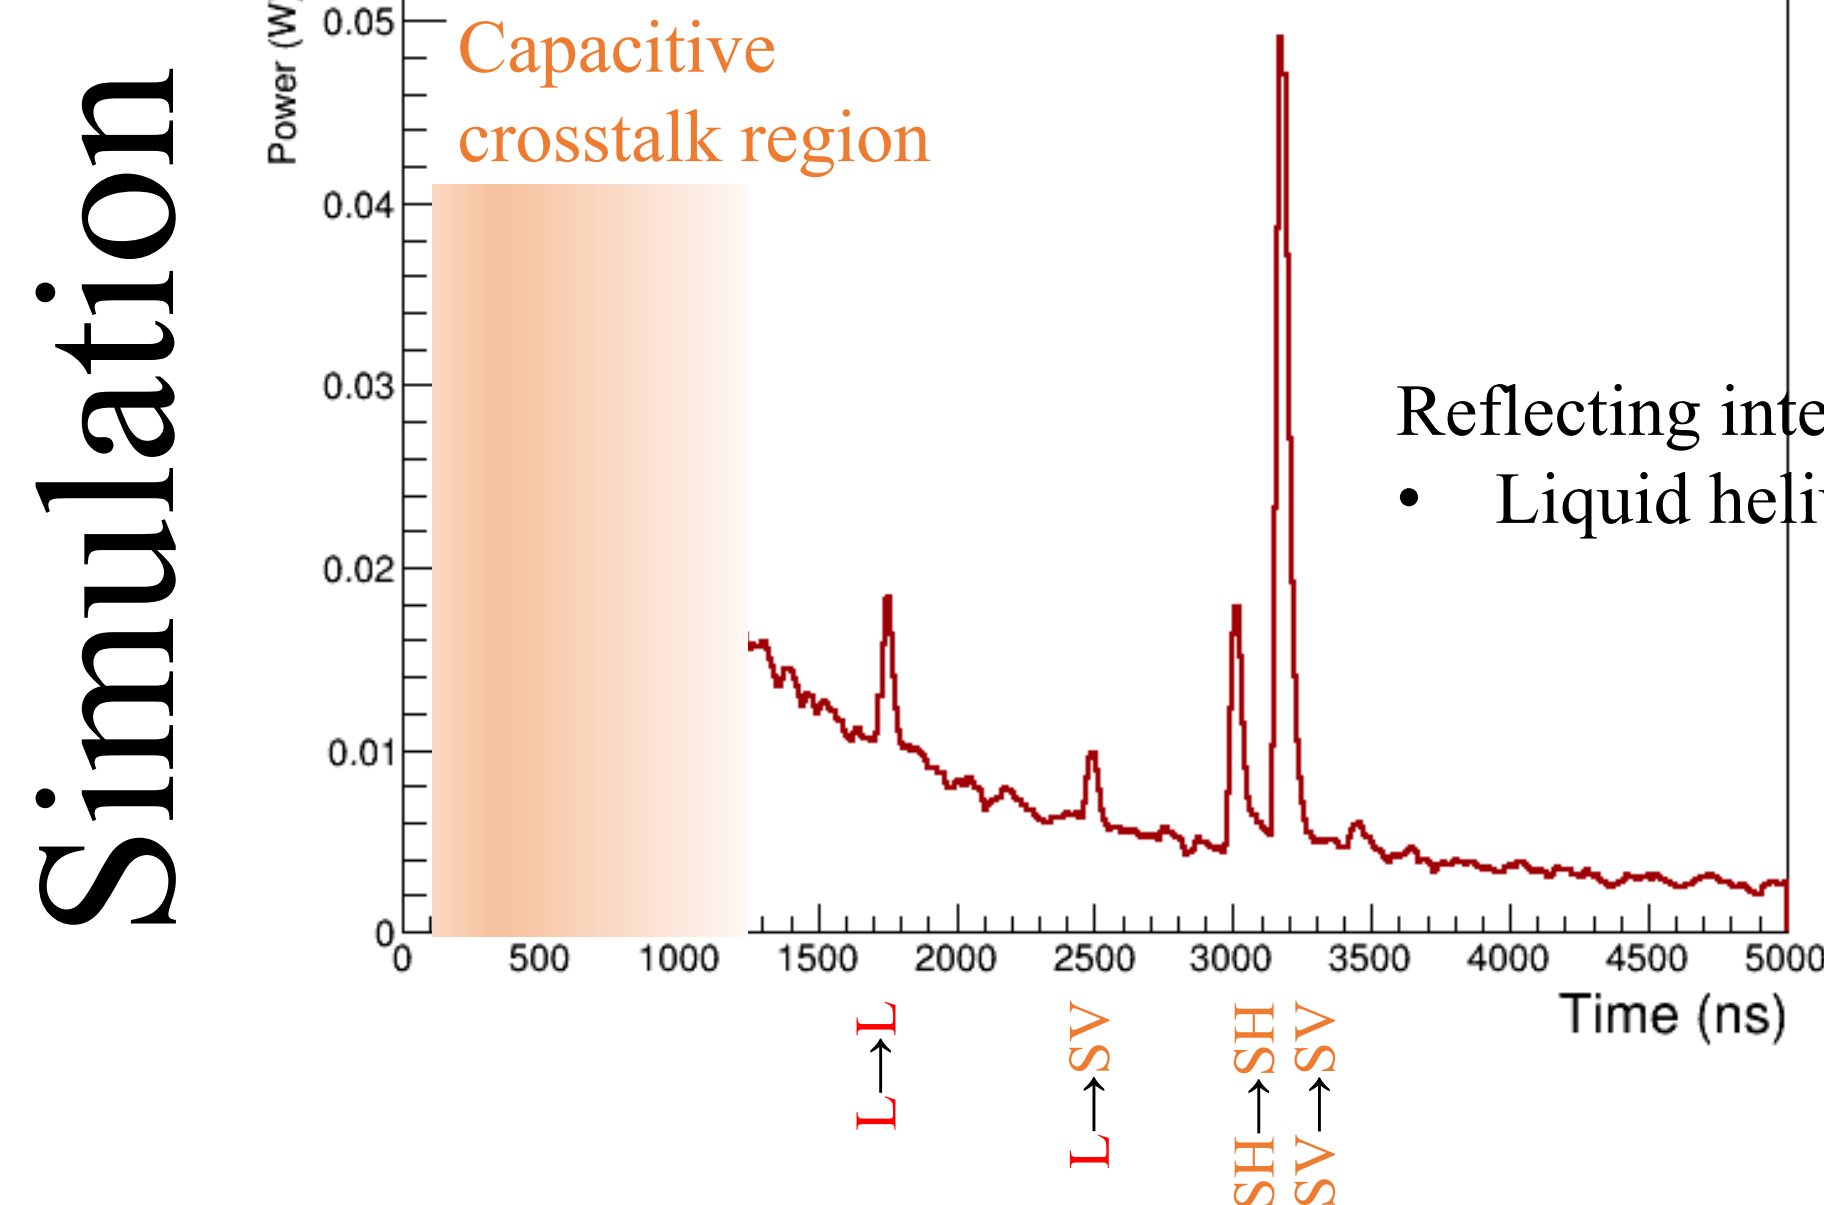 Simulation
Power (W)
0.05
0.04
0.03
0.02
0.01
0
Capacitive
crosstalk region
Reflecting inte
• Liquid heli
0 500 1000 1500 2000 2500 3000 3500 4000 4500 5000
Time (ns)
L→L
L→SV
SH→SH
SV→SV